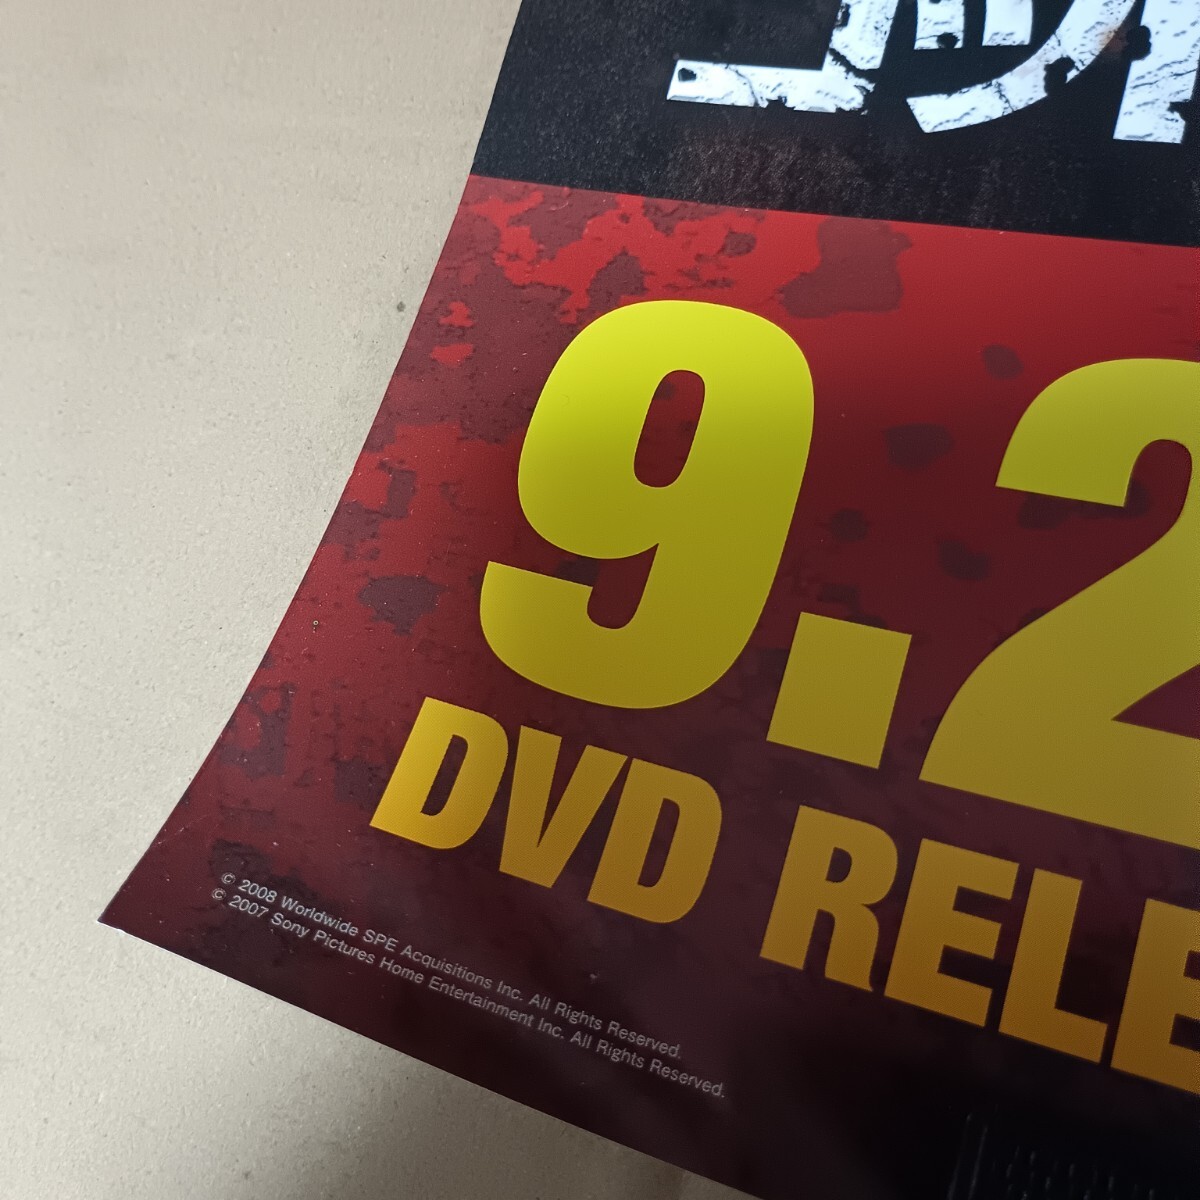 9.2
DVD RELE
© 2008 Worldwide SPE Acquisitions Inc. All Rights Reserved.
© 2007 Sony Pictures Home Entertainment Inc. All Rights Reserved.